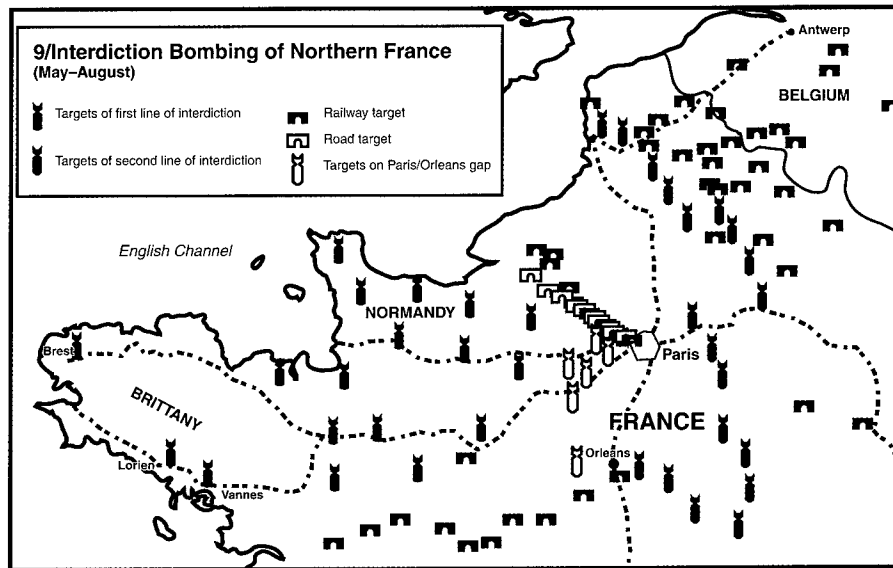 9/Interdiction Bombing of Northern France
(May–August)
Targets of first line of interdiction
Targets of second line of interdiction
Railway target
Road target
Targets on Paris/Orleans gap
Antwerp
BELGIUM
English Channel
NORMANDY
Brest
Paris
BRITTANY
FRANCE
Lorien
Orleans
Vannes